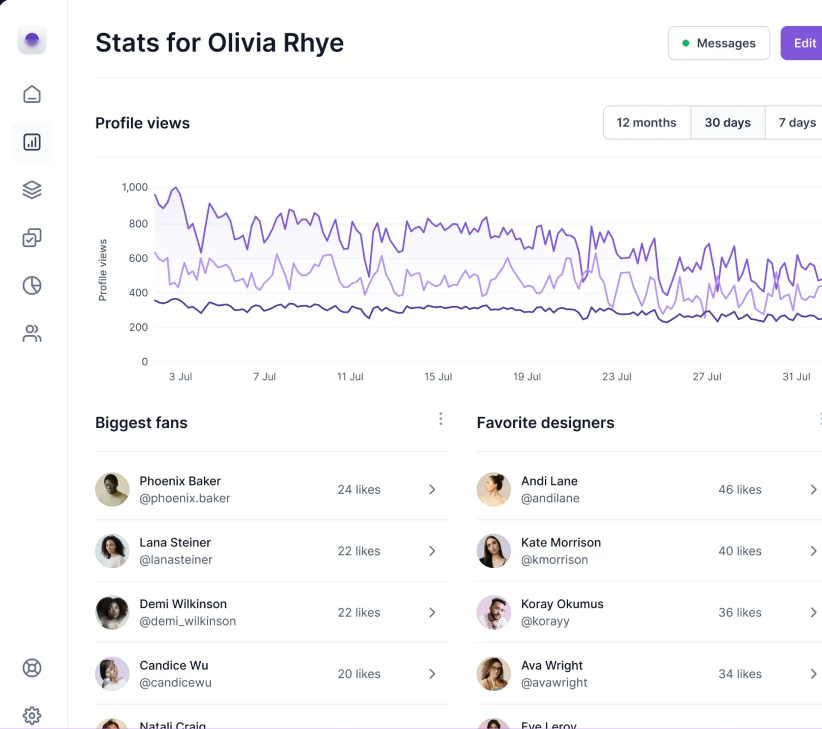 Stats for Olivia Rhye
Messages
Edit
Profile views
12 months
30 days
7 days
1,000
800
600
400
200
0
Profile views
3 Jul
7 Jul
11 Jul
15 Jul
19 Jul
23 Jul
27 Jul
31 Jul
Biggest fans
Phoenix Baker
@phoenix.baker
24 likes
Lana Steiner
@lanasteiner
22 likes
Demi Wilkinson
@demi_wilkinson
22 likes
Candice Wu
@candicewu
20 likes
Natali Craig
Favorite designers
Andi Lane
@andilane
46 likes
Kate Morrison
@kmorrison
40 likes
Koray Okumus
@korayy
36 likes
Ava Wright
@avawright
34 likes
Eve Leroy